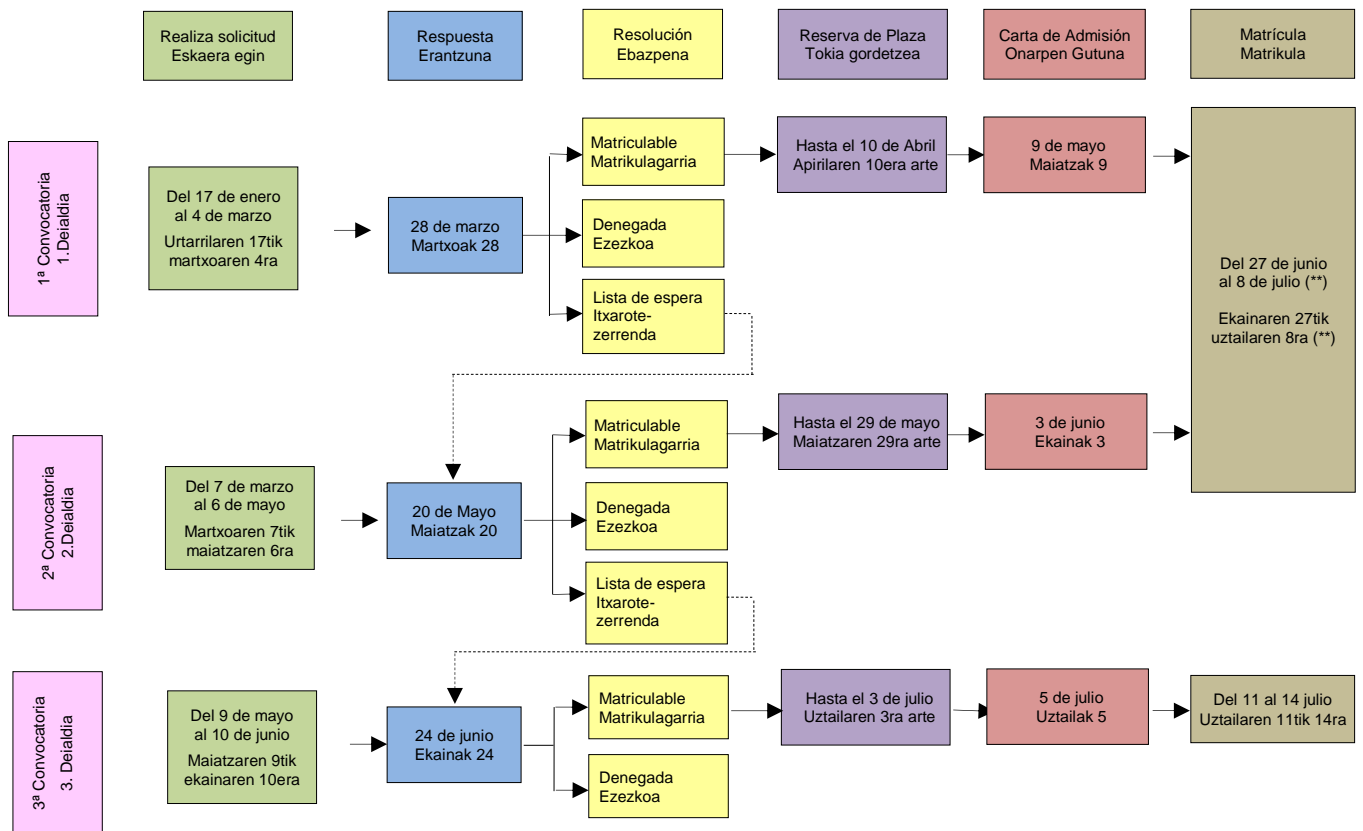 Realiza solicitud
Eskaera egin
Respuesta
Erantzuna
Resolución
Ebazpena
Reserva de Plaza
Tokia gordetzea
Carta de Admisión
Onarpen Gutuna
Matrícula
Matrikula
1ª Convocatoria
1.Deialdia
Del 17 de enero
al 4 de marzo
Urtarrilaren 17tik
martxoaren 4ra
28 de marzo
Martxoak 28
Matriculable
Matrikulagarria
Denegada
Ezezkoa
Lista de espera
Itxarote-
zerrenda
Hasta el 10 de Abril
Apirilaren 10era arte
9 de mayo
Maiatzak 9
Del 27 de junio
al 8 de julio (**)
Ekainaren 27tik
uztailaren 8ra (**)
2ª Convocatoria
2.Deialdia
Del 7 de marzo
al 6 de mayo
Martxoaren 7tik
maiatzaren 6ra
20 de Mayo
Maiatzak 20
Matriculable
Matrikulagarria
Denegada
Ezezkoa
Lista de espera
Itxarote-
zerrenda
Hasta el 29 de mayo
Maiatzaren 29ra arte
3 de junio
Ekainak 3
3ª Convocatoria
3. Deialdia
Del 9 de mayo
al 10 de junio
Maiatzaren 9tik
ekainaren 10era
24 de junio
Ekainak 24
Matriculable
Matrikulagarria
Denegada
Ezezkoa
Hasta el 3 de julio
Uztailaren 3ra arte
5 de julio
Uztailak 5
Del 11 al 14 julio
Uztailaren 11tik 14ra